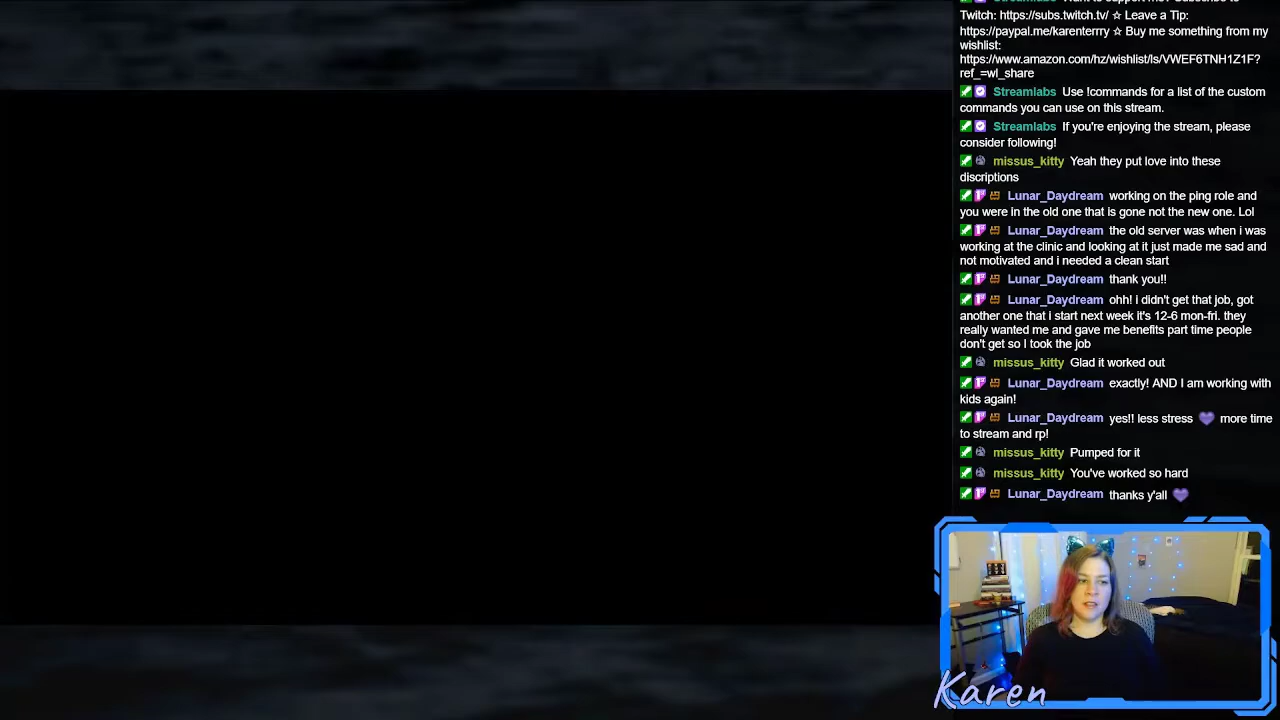 Twitch: https://subs.twitch.tv/ ☆ Leave a Tip:
https://paypal.me/karenterrry ☆ Buy me something from my
wishlist:
https://www.amazon.com/hz/wishlist/ls/VWEF6TNH1Z1F?
ref_=wl_share
Streamlabs Use !commands for a list of the custom
commands you can use on this stream.
Streamlabs If you're enjoying the stream, please
consider following!
missus_kitty Yeah they put love into these
discriptions
Lunar_Daydream working on the ping role and
you were in the old one that is gone not the new one. Lol
Lunar_Daydream the old server was when i was
working at the clinic and looking at it just made me sad and
not motivated and i needed a clean start
Lunar_Daydream thank you!!
Lunar_Daydream ohh! i didn't get that job, got
another one that i start next week it's 12-6 mon-fri. they
really wanted me and gave me benefits part time people
don't get so I took the job
missus_kitty Glad it worked out
Lunar_Daydream exactly! AND I am working with
kids again!
Lunar_Daydream yes!! less stress 💜 more time
to stream and rp!
missus_kitty Pumped for it
missus_kitty You've worked so hard
Lunar_Daydream thanks y'all 💜
Karen